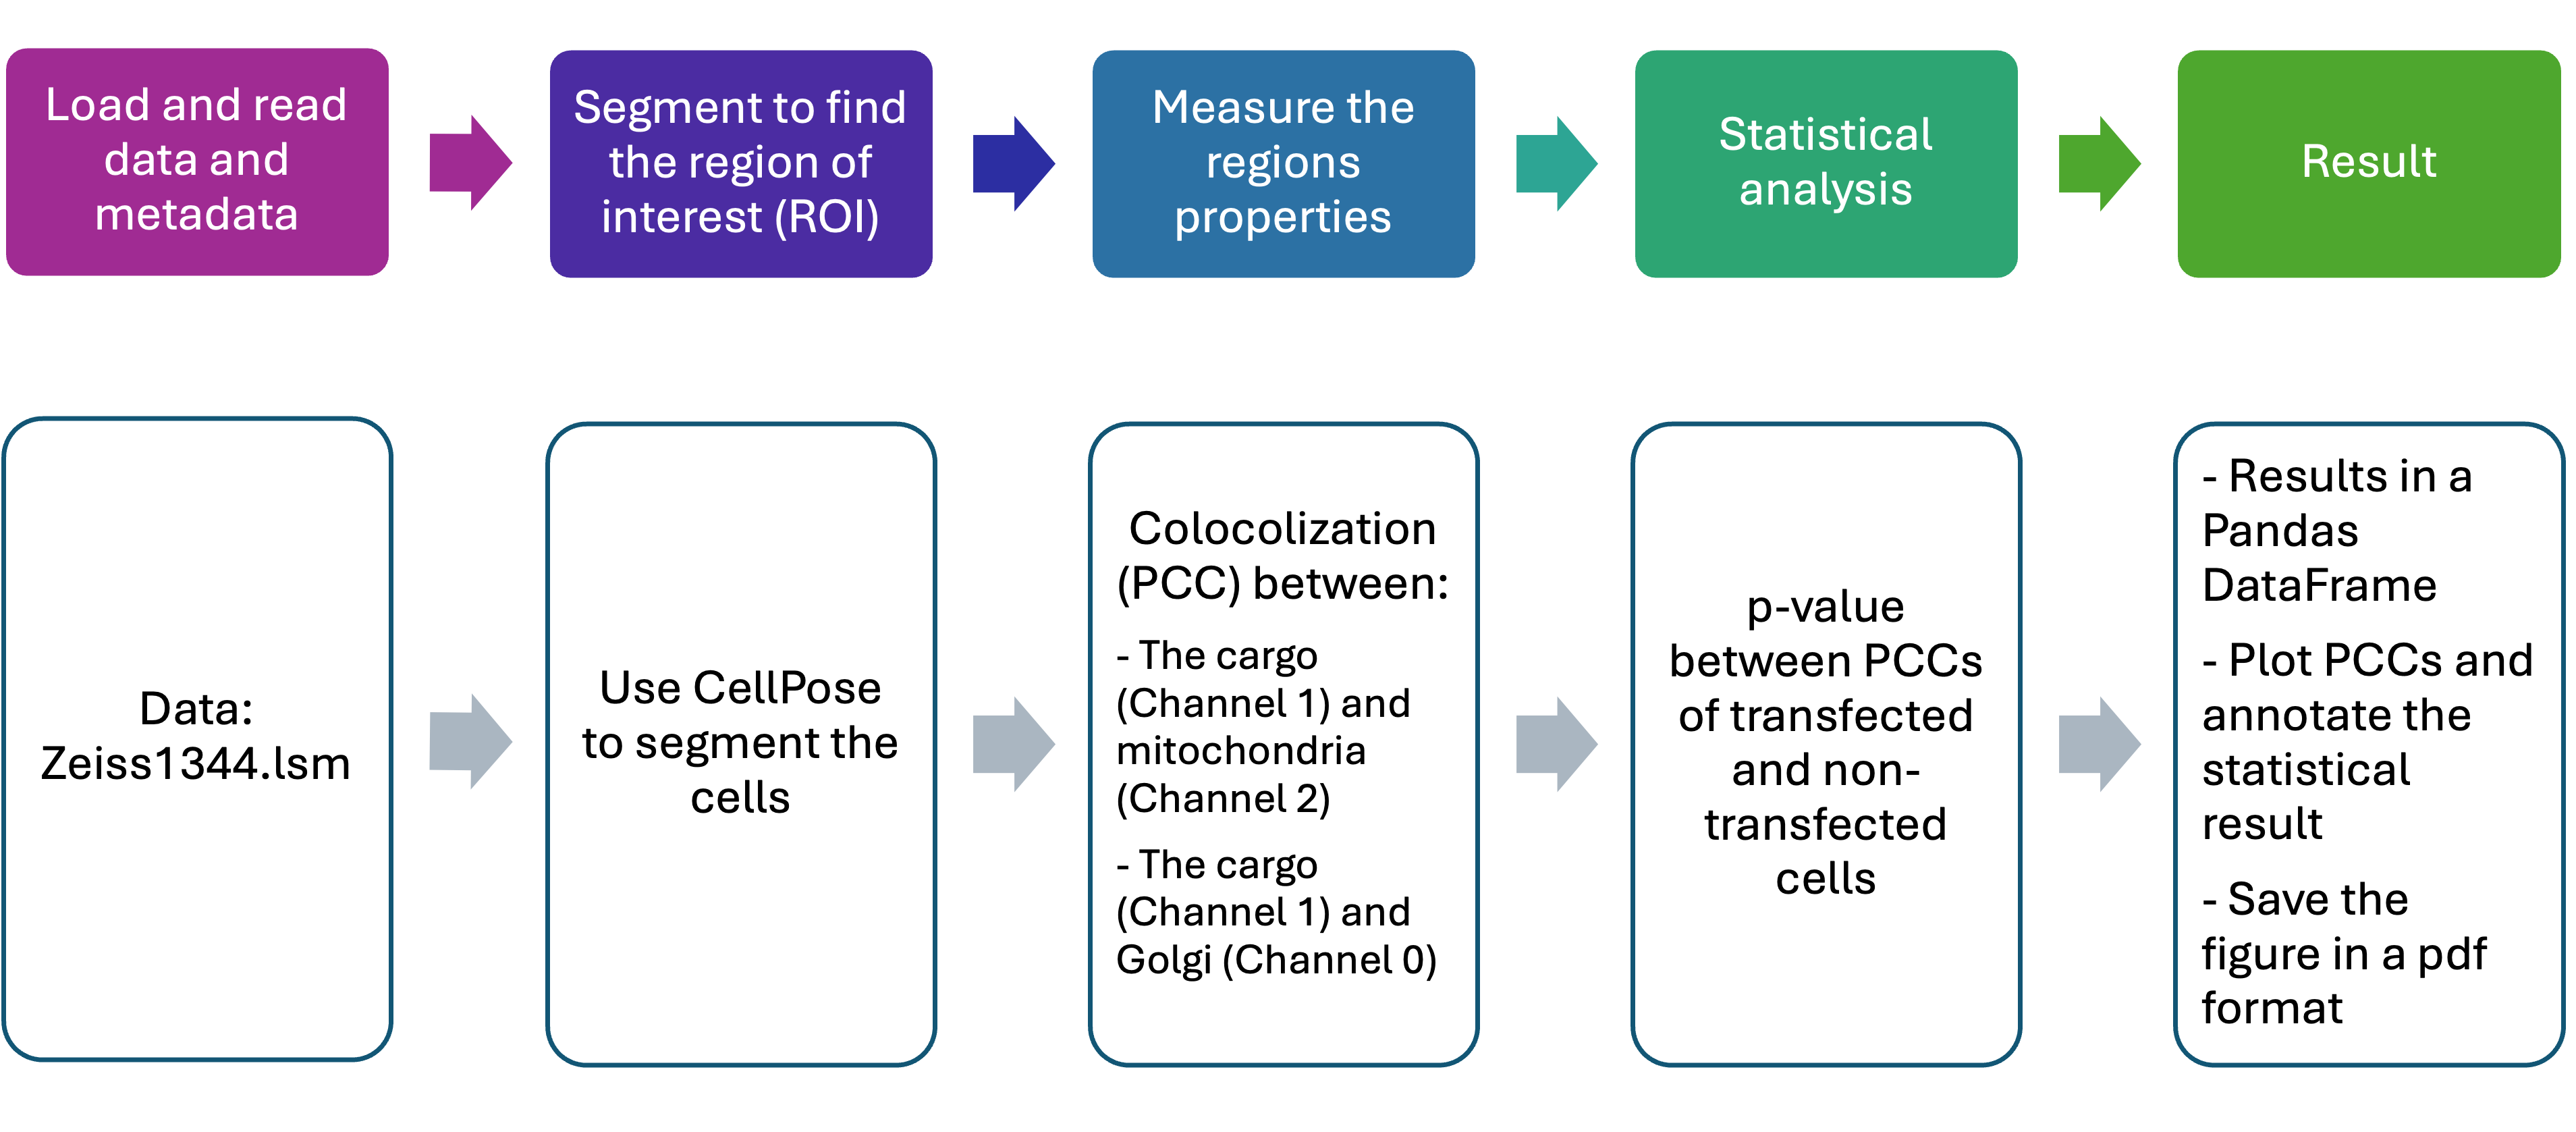 Load and read
data and
metadata
Segment to find
the region of
interest (ROI)
Measure the
regions
properties
Statistical
analysis
Result
Data:
Zeiss1344.lsm
Use CellPose
to segment the
cells
Colocolization
(PCC) between:
- The cargo
(Channel 1) and
mitochondria
(Channel 2)
- The cargo
(Channel 1) and
Golgi (Channel 0)
p-value
between PCCs
of transfected
and non-
transfected
cells
- Results in a
Pandas
DataFrame
- Plot PCCs and
annotate the
statistical
result
- Save the
figure in a pdf
format